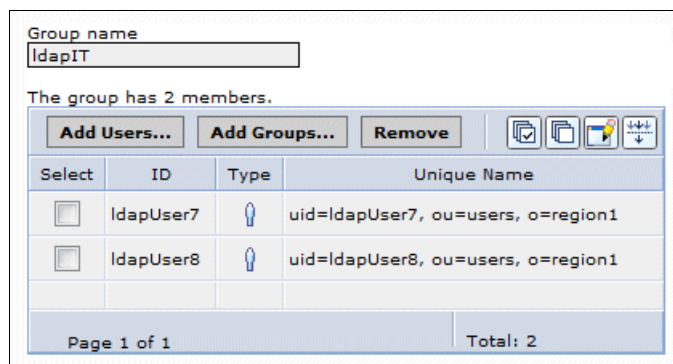 Group name
ldapIT
The group has 2 members.
Add Users... Add Groups... Remove
Select ID Type Unique Name
ldapUser7 uid=ldapUser7, ou=users, o=region1
ldapUser8 uid=ldapUser8, ou=users, o=region1
Page 1 of 1 Total: 2